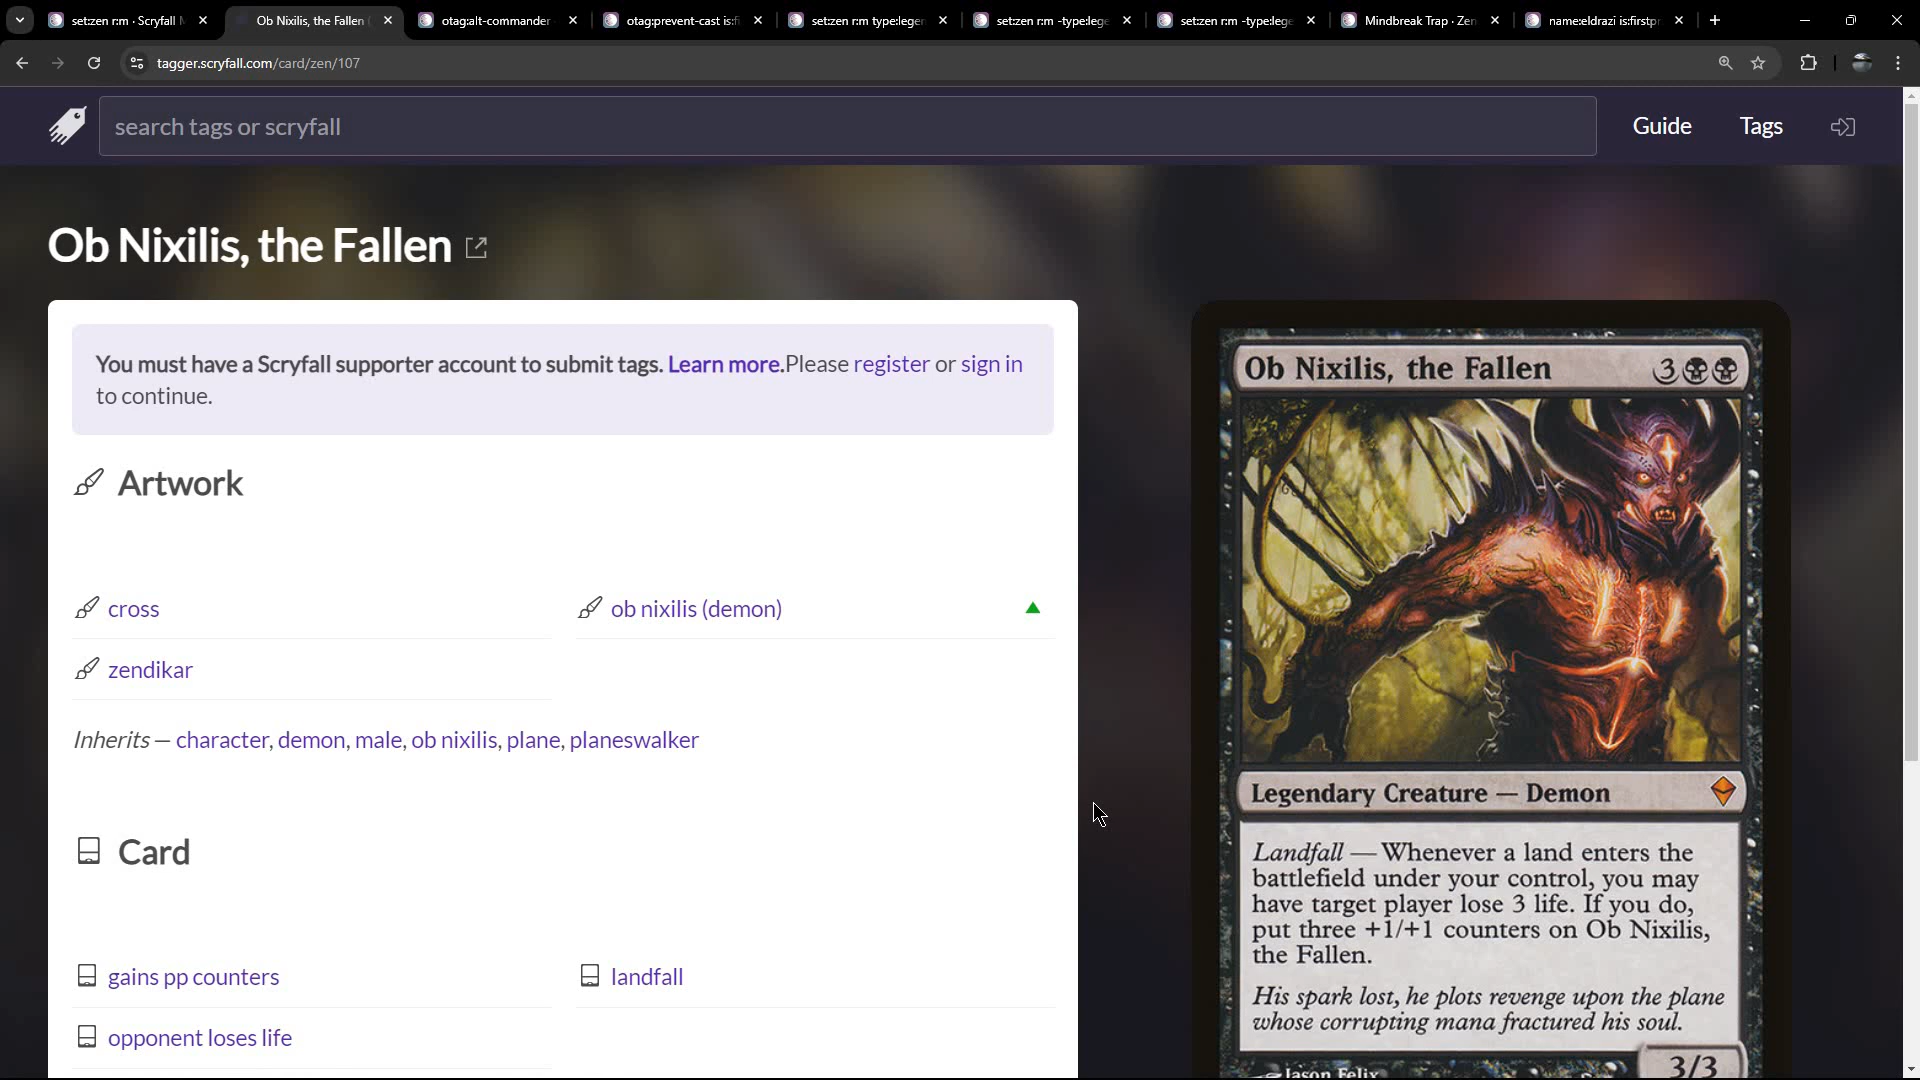 set:zen r:m · Scryfall M
Ob Nixilis, the Fallen (
otag:alt-commander
otag:prevent-cast is:fi
set:zen r:m type:legen
set:zen r:m -type:lege
set:zen r:m -type:lege
Mindbreak Trap · Zen
name:eldrazi is:firstpr
tagger.scryfall.com/card/zen/107
search tags or scryfall
Guide
Tags
Ob Nixilis, the Fallen
You must have a Scryfall supporter account to submit tags. Learn more.Please register or sign in
to continue.
Artwork
cross
ob nixilis (demon)
zendikar
Inherits — character, demon, male, ob nixilis, plane, planeswalker
Card
gains pp counters
landfall
opponent loses life
Ob Nixilis, the Fallen 3
Legendary Creature — Demon
Landfall — Whenever a land enters the
battlefield under your control, you may
have target player lose 3 life. If you do,
put three +1/+1 counters on Ob Nixilis,
the Fallen.
His spark lost, he plots revenge upon the plane
whose corrupting mana fractured his soul.
3/3
Jason Felix